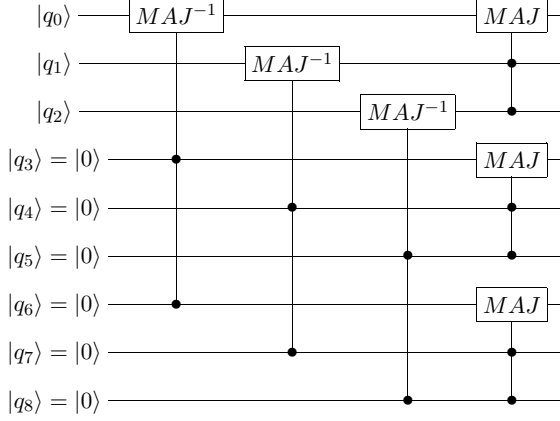 |q₀⟩ MAJ⁻¹ MAJ
|q₁⟩ MAJ⁻¹
|q₂⟩ MAJ⁻¹
|q₃⟩ = |0⟩ MAJ
|q₄⟩ = |0⟩
|q₅⟩ = |0⟩
|q₆⟩ = |0⟩ MAJ
|q₇⟩ = |0⟩
|q₈⟩ = |0⟩